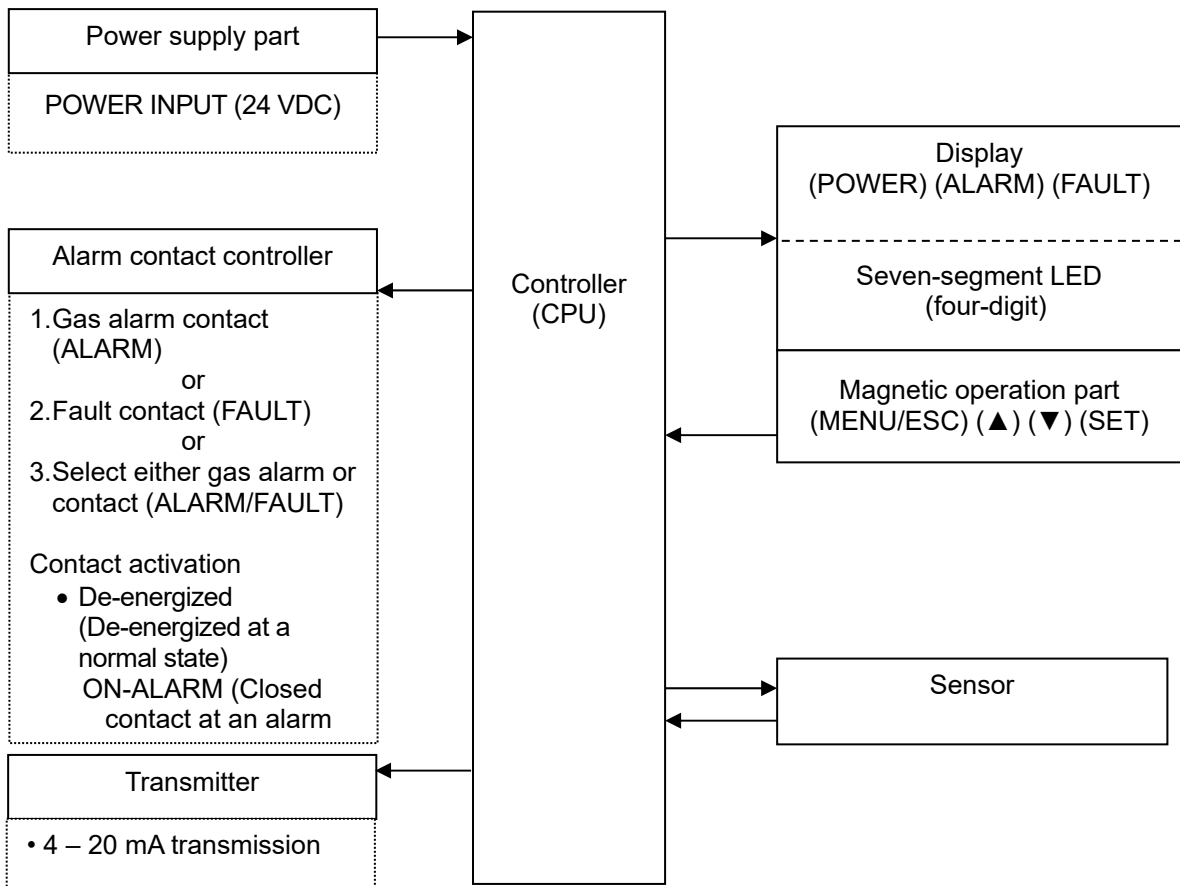 Power supply part
POWER INPUT (24 VDC)
Alarm contact controller
1.Gas alarm contact
(ALARM)
or
2.Fault contact (FAULT)
or
3.Select either gas alarm or
contact (ALARM/FAULT)
Contact activation
• De-energized
(De-energized at a
normal state)
ON-ALARM (Closed
contact at an alarm
Transmitter
• 4 – 20 mA transmission
Controller
(CPU)
Display
(POWER) (ALARM) (FAULT)
Seven-segment LED
(four-digit)
Magnetic operation part
(MENU/ESC) (▲) (▼) (SET)
Sensor